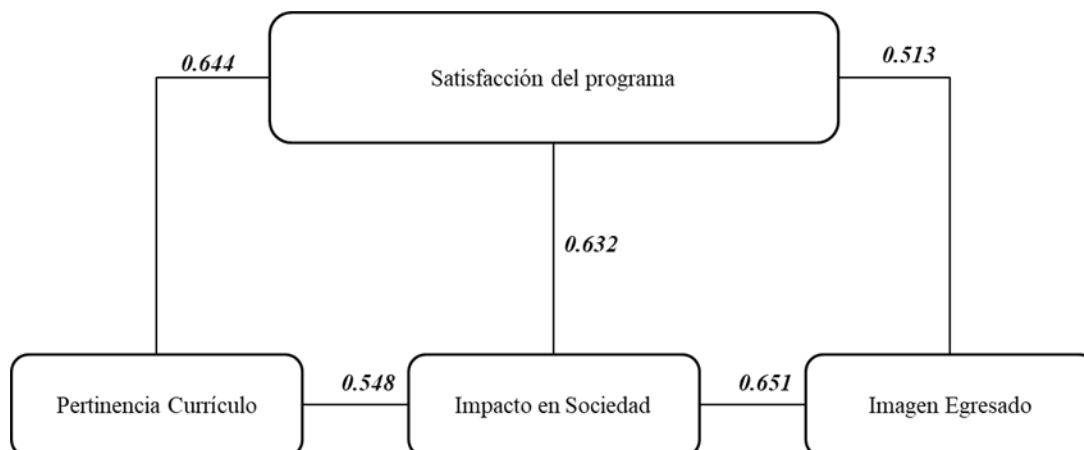 0.644
Satisfacción del programa
0.513
0.632
Pertinencia Currículo
0.548
Impacto en Sociedad
0.651
Imagen Egresado